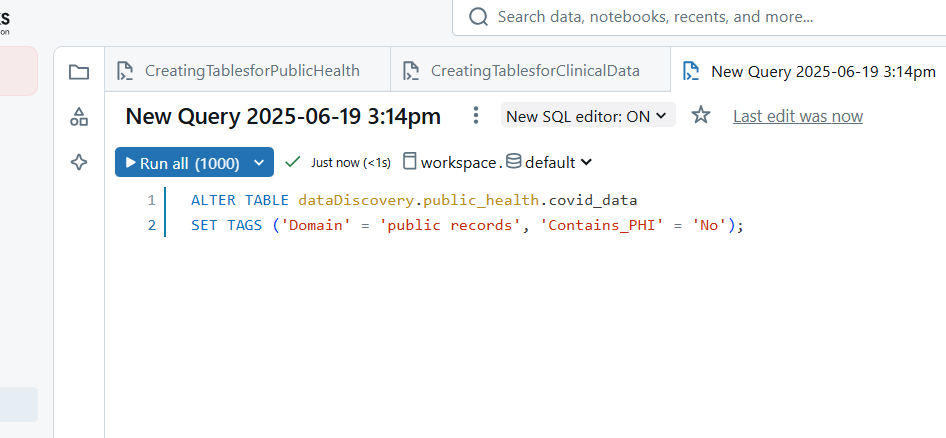 Search data, notebooks, recents, and more...
CreatingTablesforPublicHealth
CreatingTablesforClinicalData
New Query 2025-06-19 3:14pm
New Query 2025-06-19 3:14pm
New SQL editor: ON
Last edit was now
Run all (1000)
Just now (<1s)
workspace.
default
1 ALTER TABLE dataDiscovery.public_health.covid_data
2 SET TAGS ('Domain' = 'public records', 'Contains_PHI' = 'No');